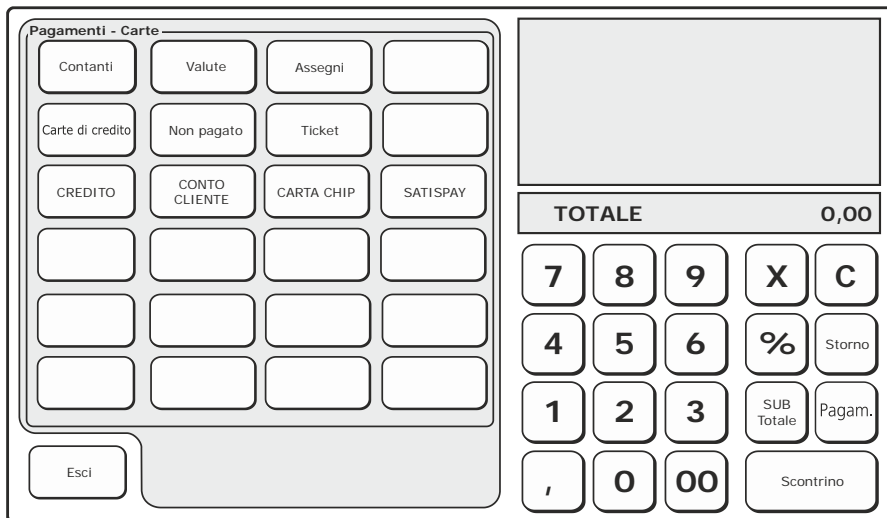 Pagamenti - Carte
Contanti
Valute
Assegni
Carte di credito
Non pagato
Ticket
CREDITO
CONTO
CLIENTE
CARTA CHIP
SATISPAY
Esci
TOTALE 0,00
7 8 9 X C
4 5 6 % Storno
1 2 3 SUB
Totale Pagam.
, 0 00 Scontrino